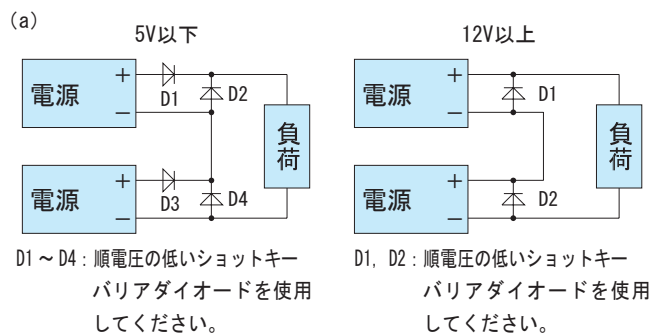 (a)
5V以下
電源
+
−
D1
D2
電源
+
−
D3
D4
負荷
D1～D4：順電圧の低いショットキー
バリアダイオードを使用
してください。
12V以上
電源
+
−
D1
電源
+
−
D2
負荷
D1, D2：順電圧の低いショットキー
バリアダイオードを使用
してください。